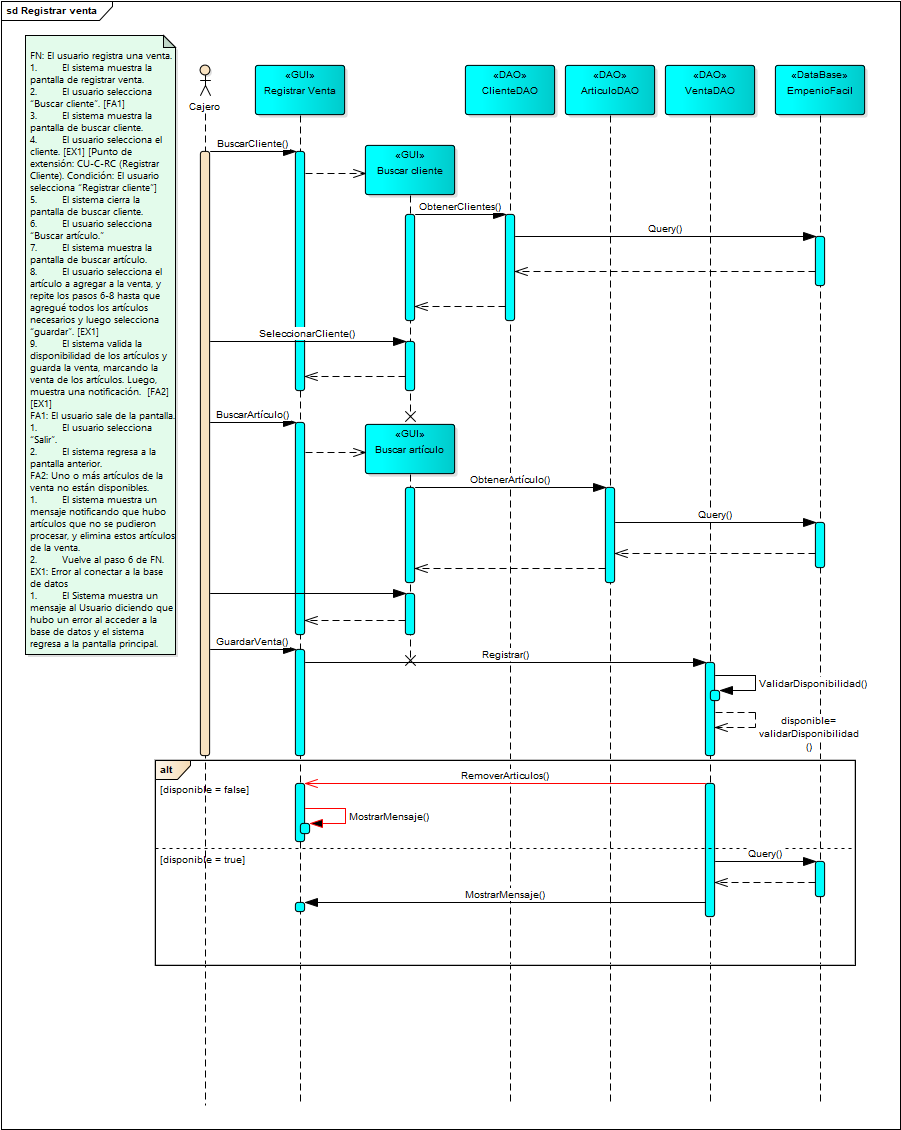 sd Registrar venta
FN: El usuario registra una venta.
1. El sistema muestra la
pantalla de registrar venta.
2. El usuario selecciona
“Buscar cliente”. [FA1]
3. El sistema muestra la
pantalla de buscar cliente.
4. El usuario selecciona el
cliente. [EX1] [Punto de
extensión: CU-C-RC (Registrar
Cliente). Condición: El usuario
selecciona “Registrar cliente”]
5. El sistema cierra la
pantalla de buscar cliente.
6. El usuario selecciona
“Buscar artículo.”
7. El sistema muestra la
pantalla de buscar artículo.
8. El usuario selecciona el
artículo a agregar a la venta, y
repite los pasos 6-8 hasta que
agregué todos los artículos
necesarios y luego selecciona
“guardar”. [EX1]
9. El sistema valida la
disponibilidad de los artículos y
guarda la venta, marcando la
venta de los artículos. Luego,
muestra una notificación. [FA2]
[EX1]
FA1: El usuario sale de la pantalla.
1. El usuario selecciona
“Salir”.
2. El sistema regresa a la
pantalla anterior.
FA2: Uno o más artículos de la
venta no están disponibles.
1. El sistema muestra un
mensaje notificando que hubo
artículos que no se pudieron
procesar, y elimina estos artículos
de la venta.
2. Vuelve al paso 6 de FN.
EX1: Error al conectar a la base
de datos
1. El Sistema muestra un
mensaje al Usuario diciendo que
hubo un error al acceder a la
base de datos y el sistema
regresa a la pantalla principal.
Cajero
«GUI»
Registrar Venta
«DAO»
ClienteDAO
«DAO»
ArticuloDAO
«DAO»
VentaDAO
«DataBase»
EmpenioFacil
BuscarCliente()
«GUI»
Buscar cliente
ObtenerClientes()
Query()
SeleccionarCliente()
BuscarArtículo()
«GUI»
Buscar artículo
ObtenerArtículo()
Query()
GuardarVenta()
Registrar()
ValidarDisponibilidad()
disponible=
validarDisponibilidad
()
alt
RemoverArticulos()
[disponible = false]
MostrarMensaje()
[disponible = true]
Query()
MostrarMensaje()